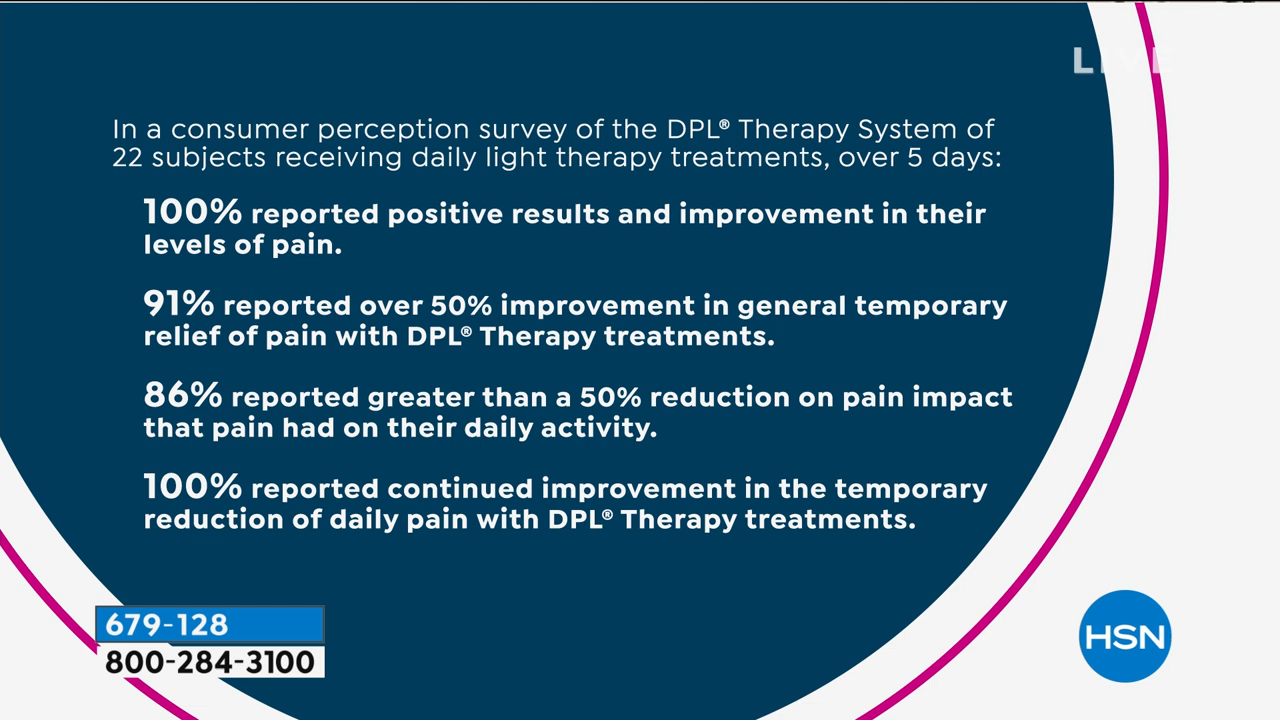 LIVE
In a consumer perception survey of the DPL® Therapy System of
22 subjects receiving daily light therapy treatments, over 5 days:
100% reported positive results and improvement in their
levels of pain.
91% reported over 50% improvement in general temporary
relief of pain with DPL® Therapy treatments.
86% reported greater than a 50% reduction on pain impact
that pain had on their daily activity.
100% reported continued improvement in the temporary
reduction of daily pain with DPL® Therapy treatments.
679-128
800-284-3100
HSN